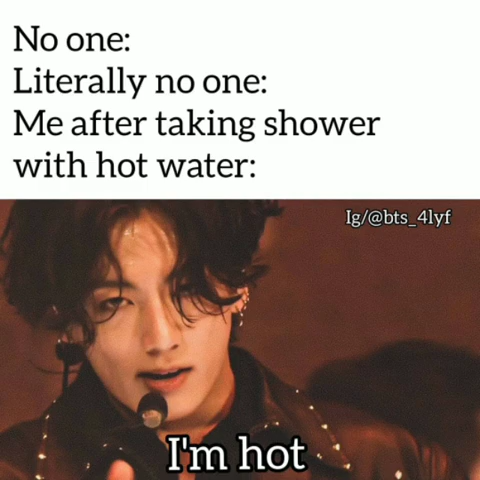 No one:
Literally no one:
Me after taking shower
with hot water:
Ig/@bts_4lyf
I'm hot